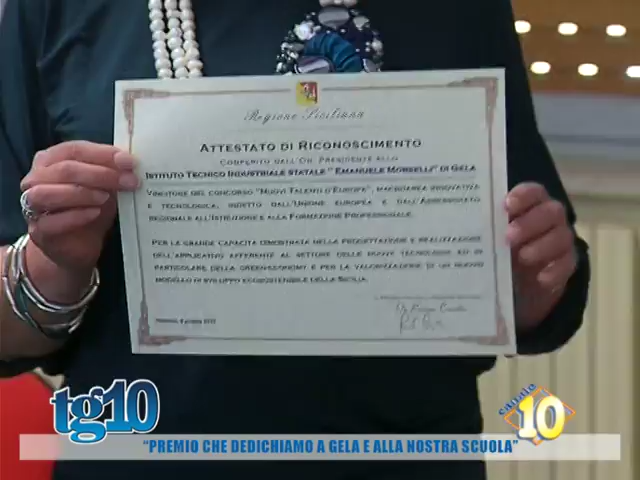 Regione Siciliana
ATTESTATO DI RICONOSCIMENTO
CONFERITO DALL'ON. PRESIDENTE ALLO
ISTITUTO TECNICO INDUSTRIALE STATALE " EMANUELE MORSELLI" DI GELA
VINCITORE DEL CONCORSO "NUOVI TALENTI D'EUROPA", MACROAREA INNOVATIVA
E TECNOLOGICA, INDETTO DALL'UNIONE EUROPEA E DALL'ASSESSORATO
REGIONALE ALL'ISTRUZIONE E ALLA FORMAZIONE PROFESSIONALE.
PER LA GRANDE CAPACITÀ DIMOSTRATA NELLA PROGETTAZIONE E REALIZZAZIONE
DELL'APPLICATIVO AFFERENTE AL SETTORE DELLE NUOVE TECNOLOGIE ED IN
PARTICOLARE DELLA GREEN ECONOMY E PER LA VALORIZZAZIONE DI UN NUOVO
MODELLO DI SVILUPPO ECOSOSTENIBILE DELLA SICILIA.
tg10
canale 10
“PREMIO CHE DEDICHIAMO A GELA E ALLA NOSTRA SCUOLA”